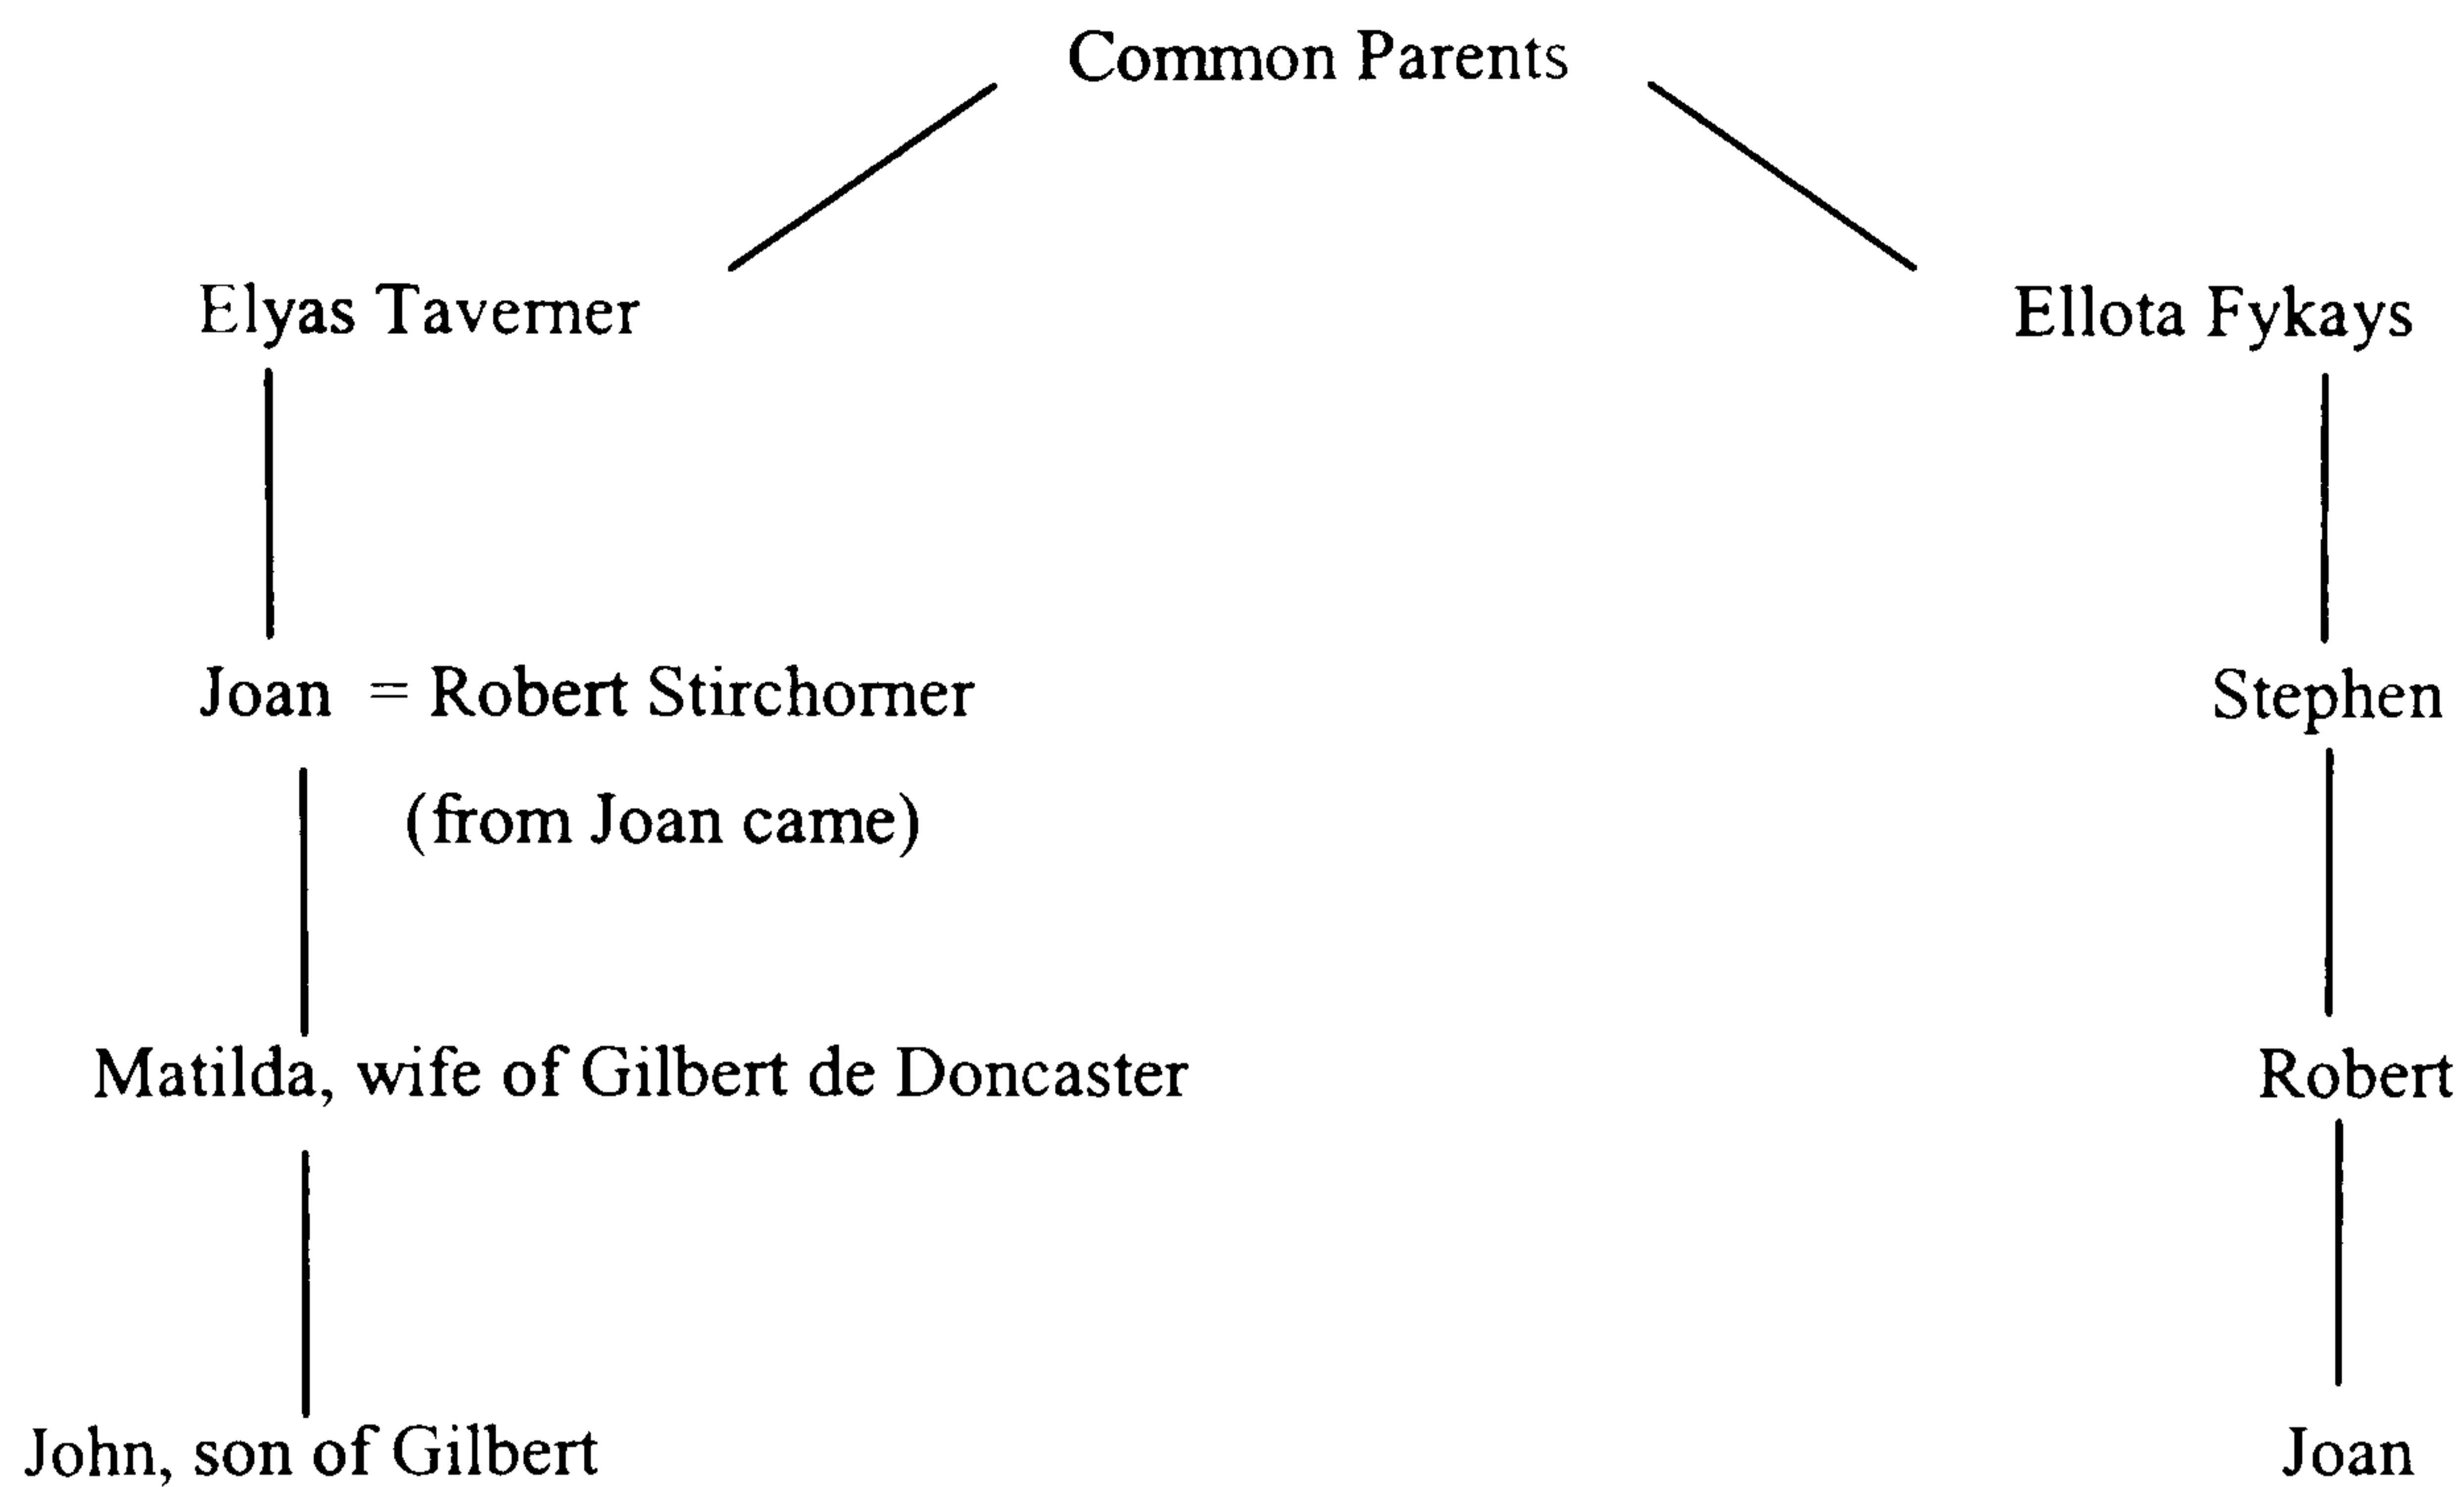 Common Parents
Elyas Taverner Ellota Fykays
Joan = Robert Stirchorner Stephen
(from Joan came)
Matilda, wife of Gilbert de Doncaster Robert
John, son of Gilbert Joan